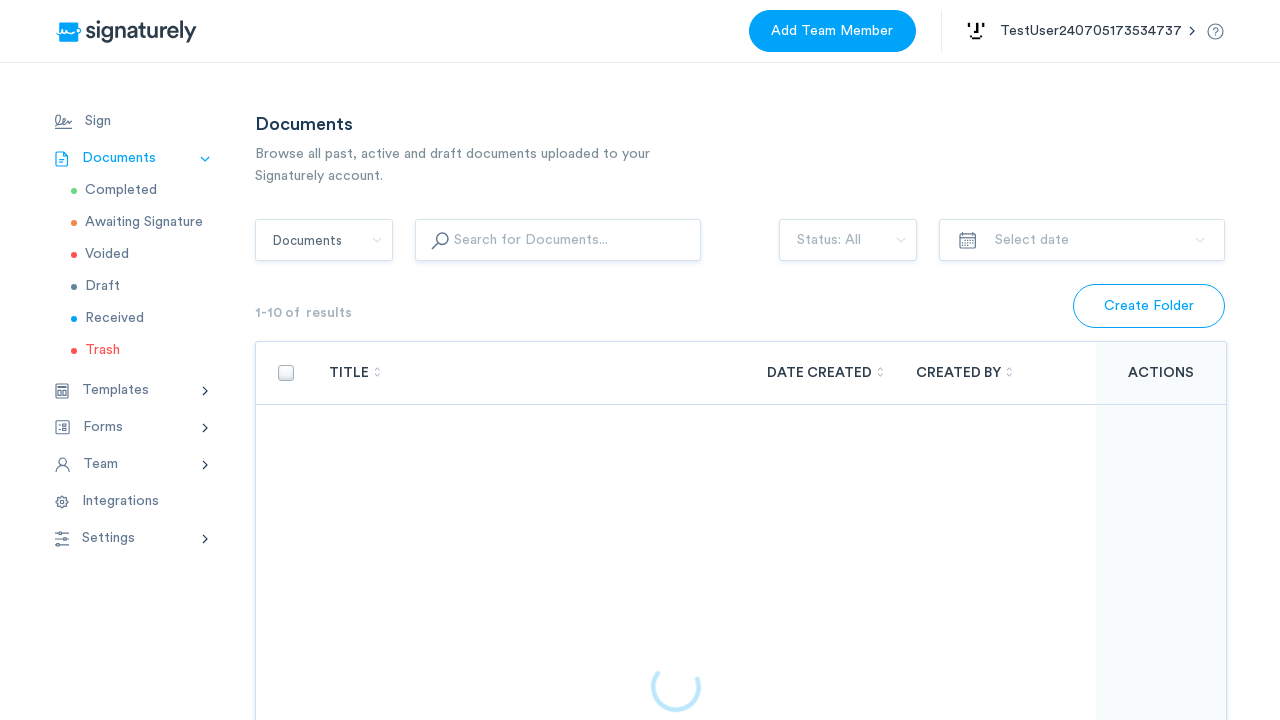 signaturely
Add Team Member
TestUser240705173534737
Sign
Documents
Completed
Awaiting Signature
Voided
Draft
Received
Trash
Templates
Forms
Team
Integrations
Settings
Documents
Browse all past, active and draft documents uploaded to your
Signaturely account.
Documents
Search for Documents...
Status: All
Select date
1-10 of results
Create Folder
TITLE
DATE CREATED
CREATED BY
ACTIONS